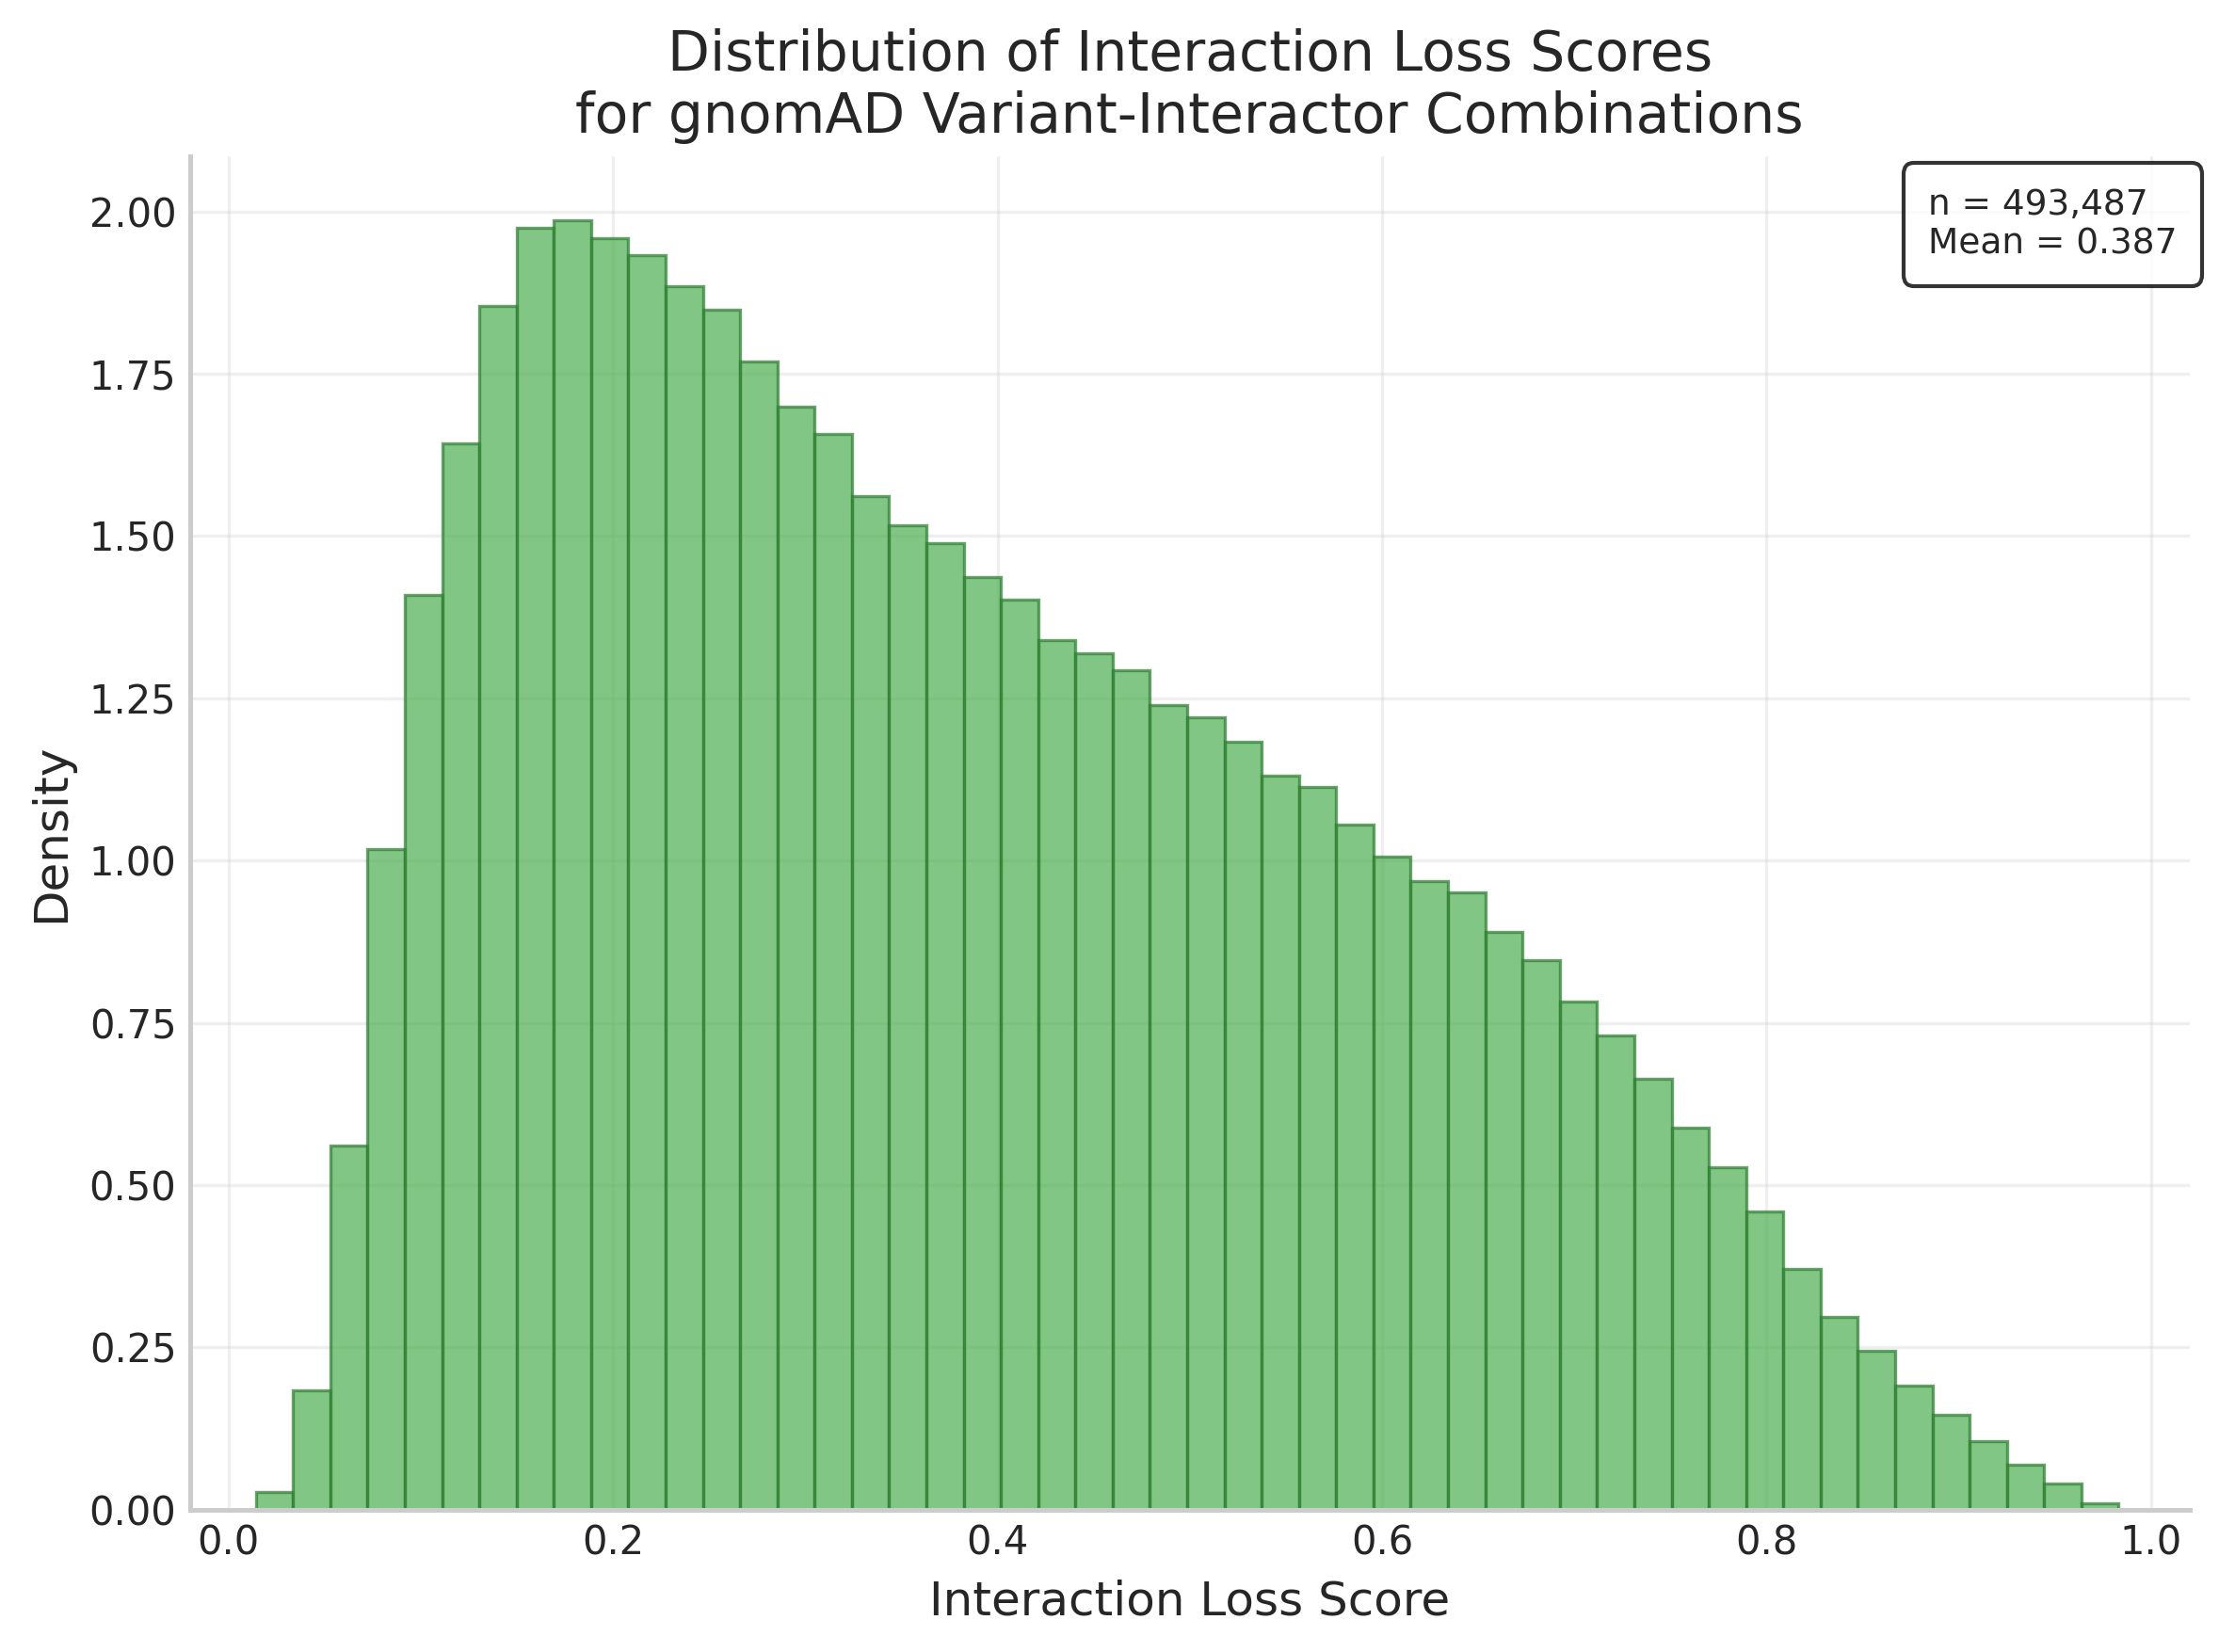 Distribution of Interaction Loss Scores
for gnomAD Variant-Interactor Combinations
n = 493,487
Mean = 0.387
Density
2.00
1.75
1.50
1.25
1.00
0.75
0.50
0.25
0.00
0.0 0.2 0.4 0.6 0.8 1.0
Interaction Loss Score